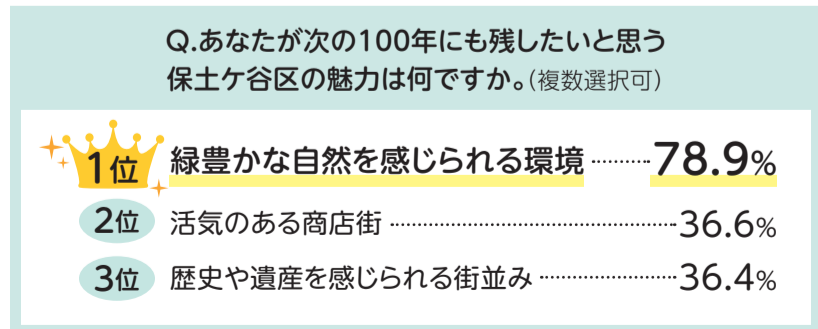 Q.あなたが次の100年にも残したいと思う
保土ケ谷区の魅力は何ですか。(複数選択可)
1位 緑豊かな自然を感じられる環境 ………… 78.9%
2位 活気のある商店街 ………… 36.6%
3位 歴史や遺産を感じられる街並み ………… 36.4%